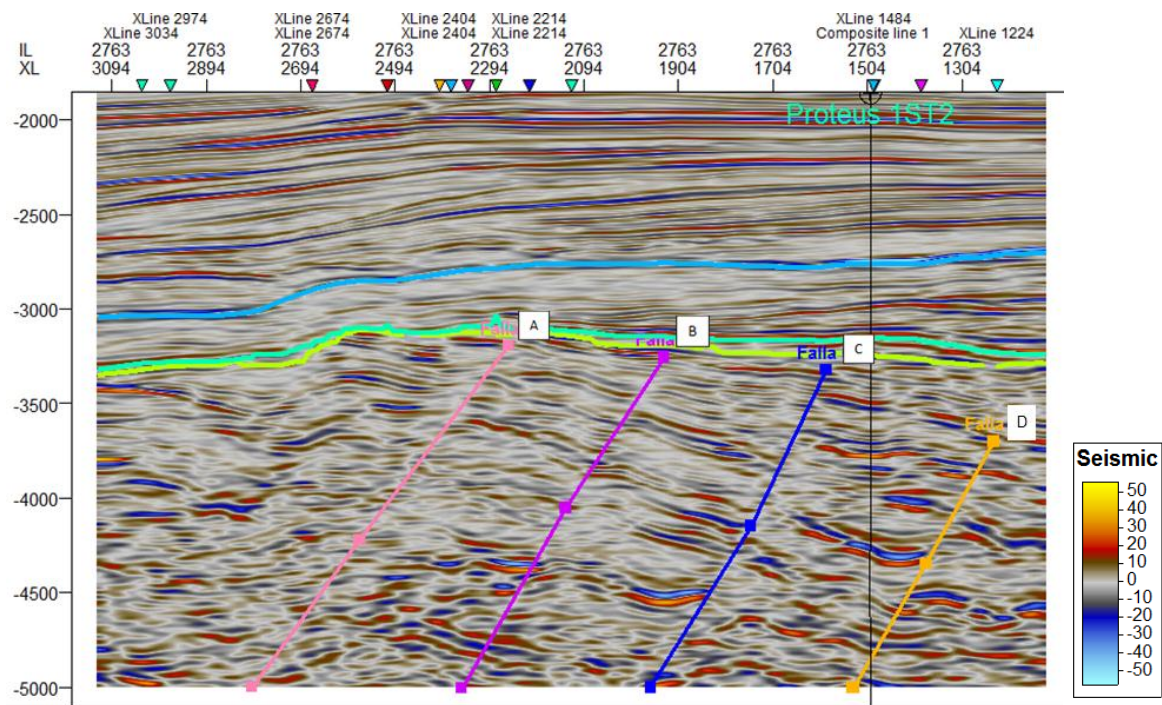 XLine 2974 XLine 2674 XLine 2404 XLine 2214 XLine 1484
XLine 3034 XLine 2674 XLine 2404 XLine 2214 Composite line 1 XLine 1224
IL 2763 2763 2763 2763 2763 2763 2763 2763 2763 2763
XL 3094 2894 2694 2494 2294 2094 1904 1704 1504 1304
Proteus 1ST2
-2000
-2500
-3000
Falla A
Falla B
Falla C
-3500
Falla D
-4000
-4500
-5000
Seismic
50
40
30
20
10
0
-10
-20
-30
-40
-50